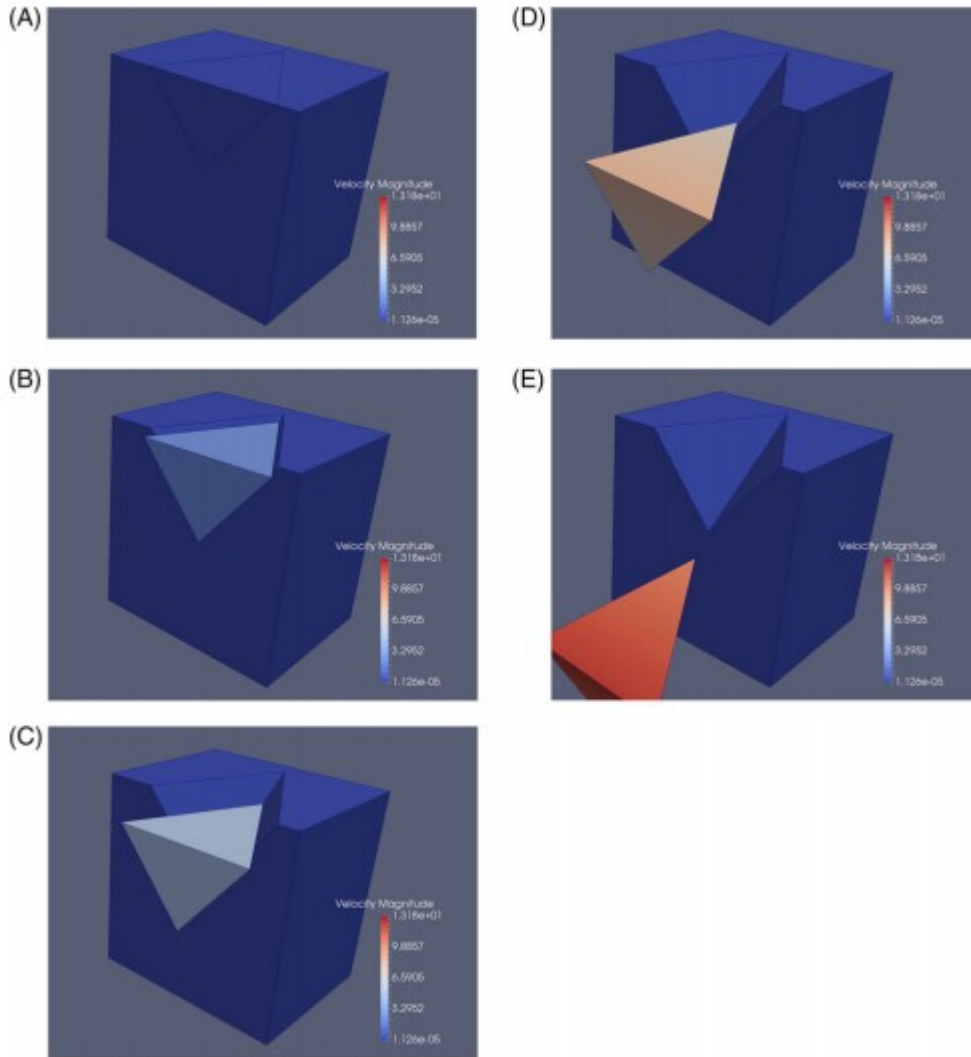 (A)
Velocity Magnitude
1.318e+01
9.8857
6.5905
3.2952
1.126e-05
(B)
Velocity Magnitude
1.318e+01
9.8857
6.5905
3.2952
1.126e-05
(C)
Velocity Magnitude
1.318e+01
9.8857
6.5905
3.2952
1.126e-05
(D)
Velocity Magnitude
1.318e+01
9.8857
6.5905
3.2952
1.126e-05
(E)
Velocity Magnitude
1.318e+01
9.8857
6.5905
3.2952
1.126e-05